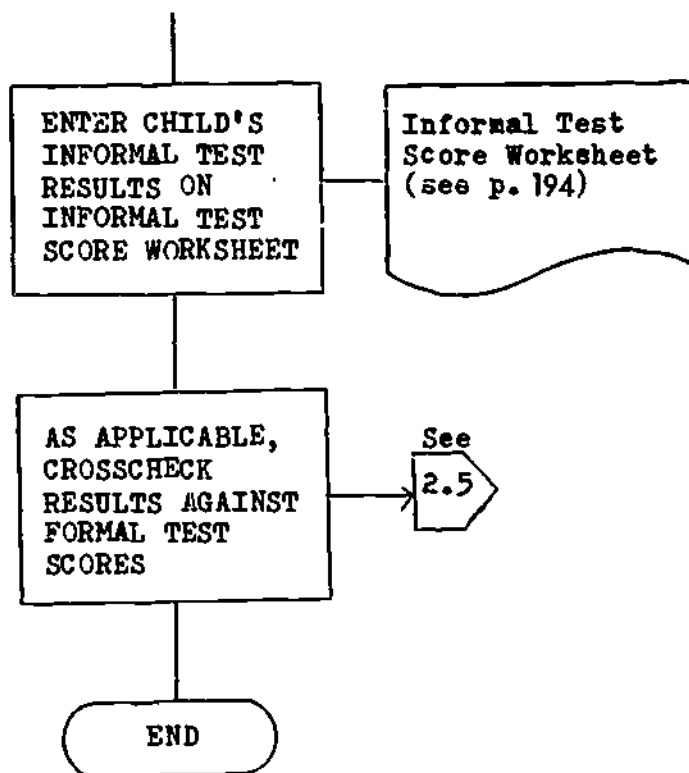 ENTER CHILD'S
INFORMAL TEST
RESULTS ON
INFORMAL TEST
SCORE WORKSHEET
Informal Test
Score Worksheet
(see p. 194)
AS APPLICABLE,
CROSSCHECK
RESULTS AGAINST
FORMAL TEST
SCORES
See
2.5
END